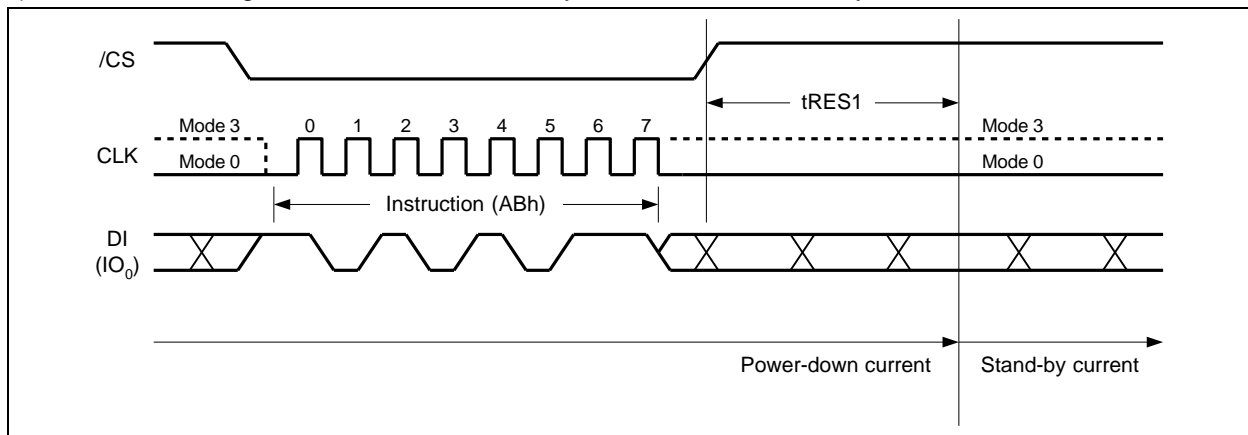 /CS
tRES1
Mode 3 0 1 2 3 4 5 6 7 Mode 3
CLK
Mode 0 Mode 0
Instruction (ABh)
DI
(IO0)
Power-down current Stand-by current